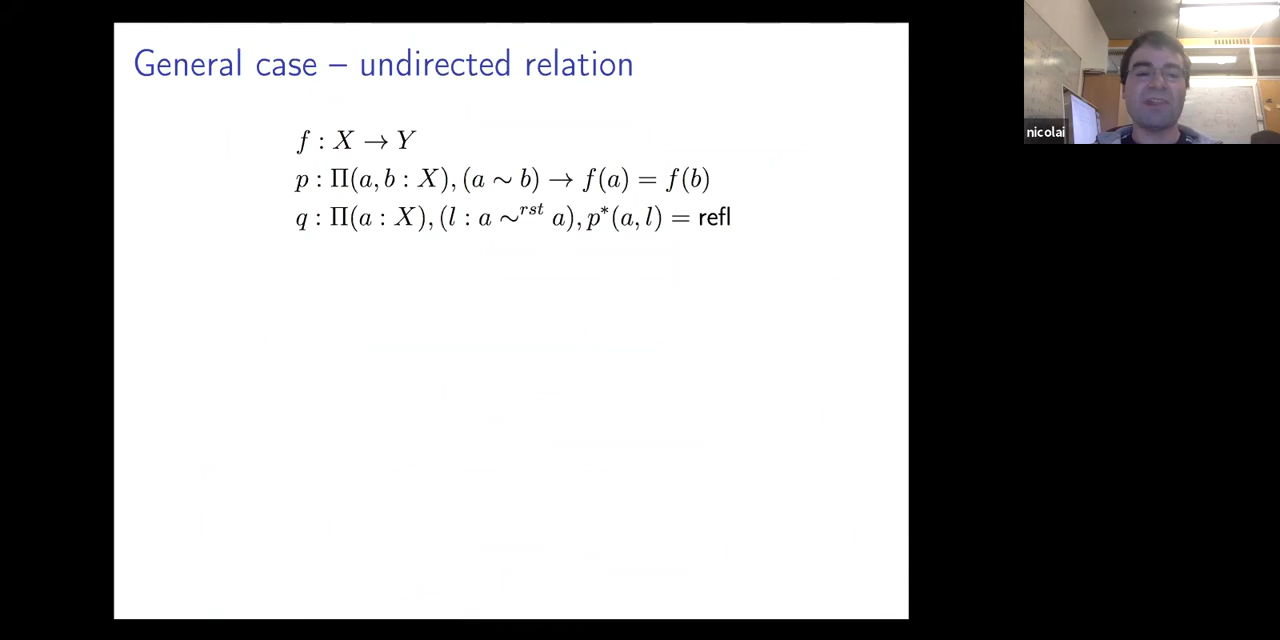 General case – undirected relation
f : X → Y
p : Π(a, b : X), (a ∼ b) → f(a) = f(b)
q : Π(a : X), (l : a ∼ʳˢᵗ a), p*(a, l) = refl
nicolai